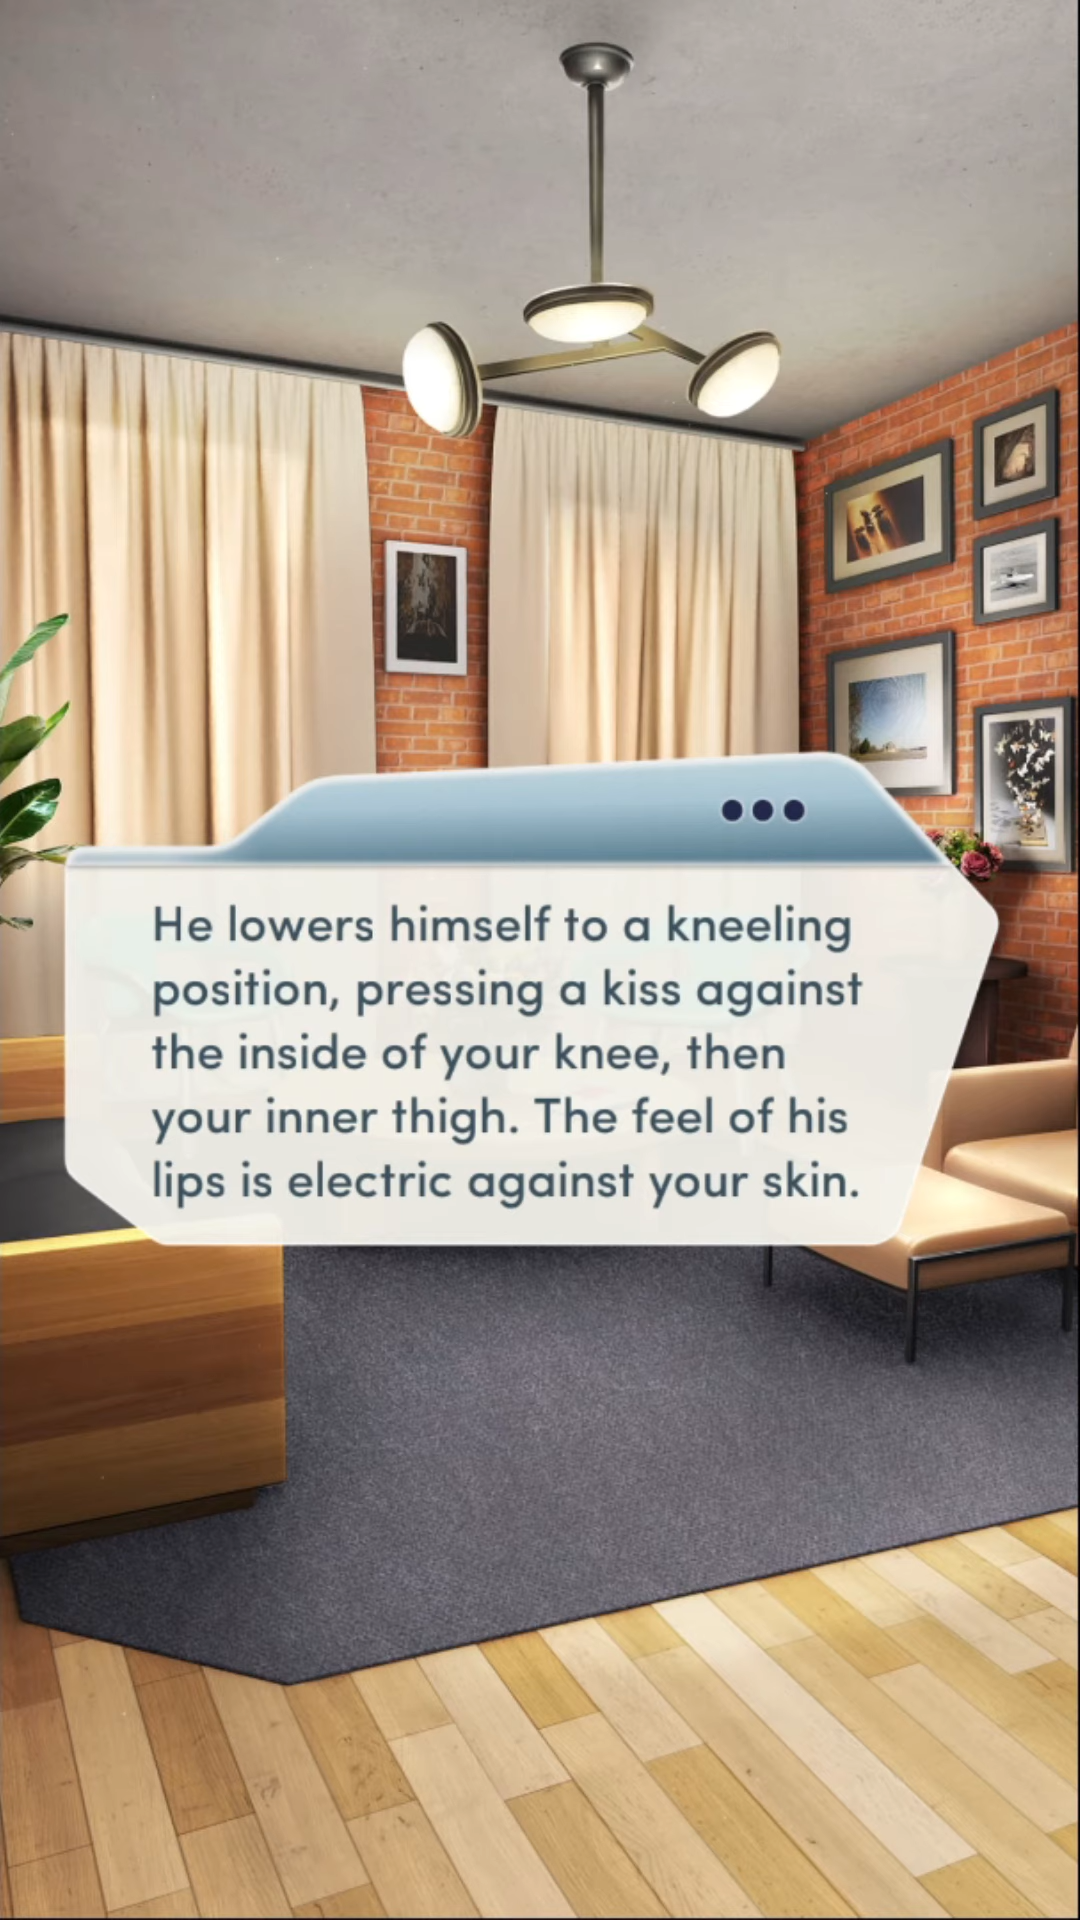 He lowers himself to a kneeling
position, pressing a kiss against
the inside of your knee, then
your inner thigh. The feel of his
lips is electric against your skin.